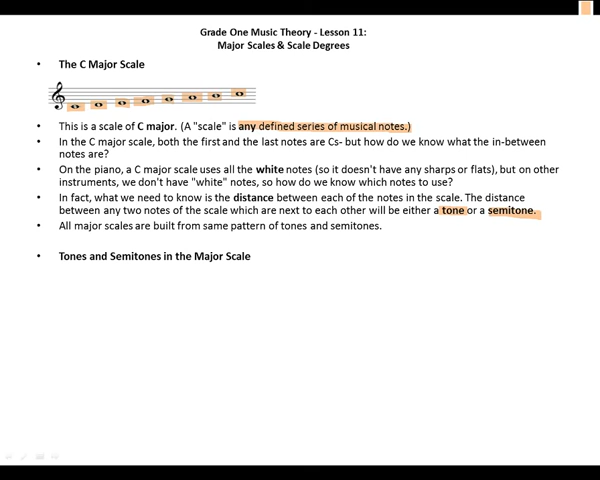 Grade One Music Theory - Lesson 11:
Major Scales & Scale Degrees
• The C Major Scale
• This is a scale of C major. (A "scale" is any defined series of musical notes.)
• In the C major scale, both the first and the last notes are Cs- but how do we know what the in-between
notes are?
• On the piano, a C major scale uses all the white notes (so it doesn't have any sharps or flats), but on other
instruments, we don't have "white" notes, so how do we know which notes to use?
• In fact, what we need to know is the distance between each of the notes in the scale. The distance
between any two notes of the scale which are next to each other will be either a tone or a semitone.
• All major scales are built from same pattern of tones and semitones.
• Tones and Semitones in the Major Scale